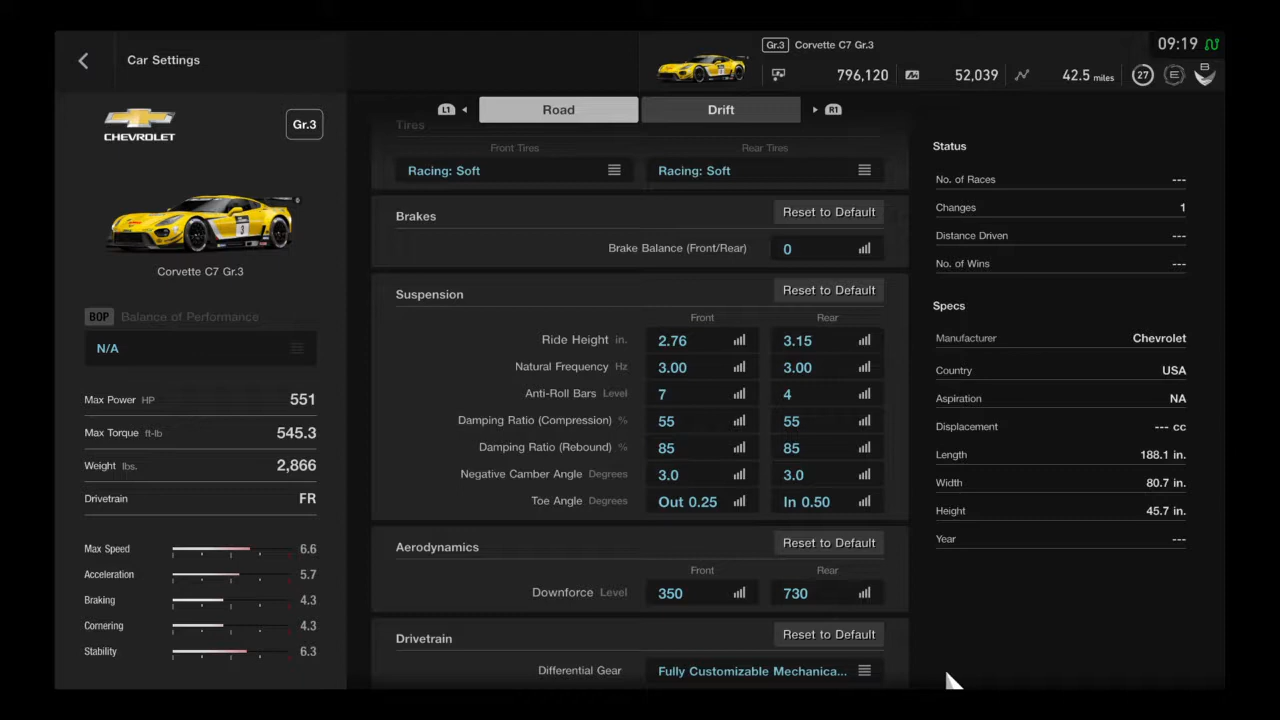 Car Settings
Gr.3 Corvette C7 Gr.3
09:19
796,120 52,039 42.5 miles 27 E B
CHEVROLET
Gr.3
Corvette C7 Gr.3
BOP Balance of Performance
N/A
Max Power HP 551
Max Torque ft-lb 545.3
Weight lbs. 2,866
Drivetrain FR
Max Speed 6.6
Acceleration 5.7
Braking 4.3
Cornering 4.3
Stability 6.3
L1 Road Drift R1
Tires
Front Tires Rear Tires
Racing: Soft Racing: Soft
Brakes Reset to Default
Brake Balance (Front/Rear) 0
Suspension Reset to Default
Front Rear
Ride Height in. 2.76 3.15
Natural Frequency Hz 3.00 3.00
Anti-Roll Bars Level 7 4
Damping Ratio (Compression) % 55 55
Damping Ratio (Rebound) % 85 85
Negative Camber Angle Degrees 3.0 3.0
Toe Angle Degrees Out 0.25 In 0.50
Aerodynamics Reset to Default
Front Rear
Downforce Level 350 730
Drivetrain Reset to Default
Differential Gear Fully Customizable Mechanica...
Status
No. of Races ---
Changes 1
Distance Driven ---
No. of Wins ---
Specs
Manufacturer Chevrolet
Country USA
Aspiration NA
Displacement --- cc
Length 188.1 in.
Width 80.7 in.
Height 45.7 in.
Year ---